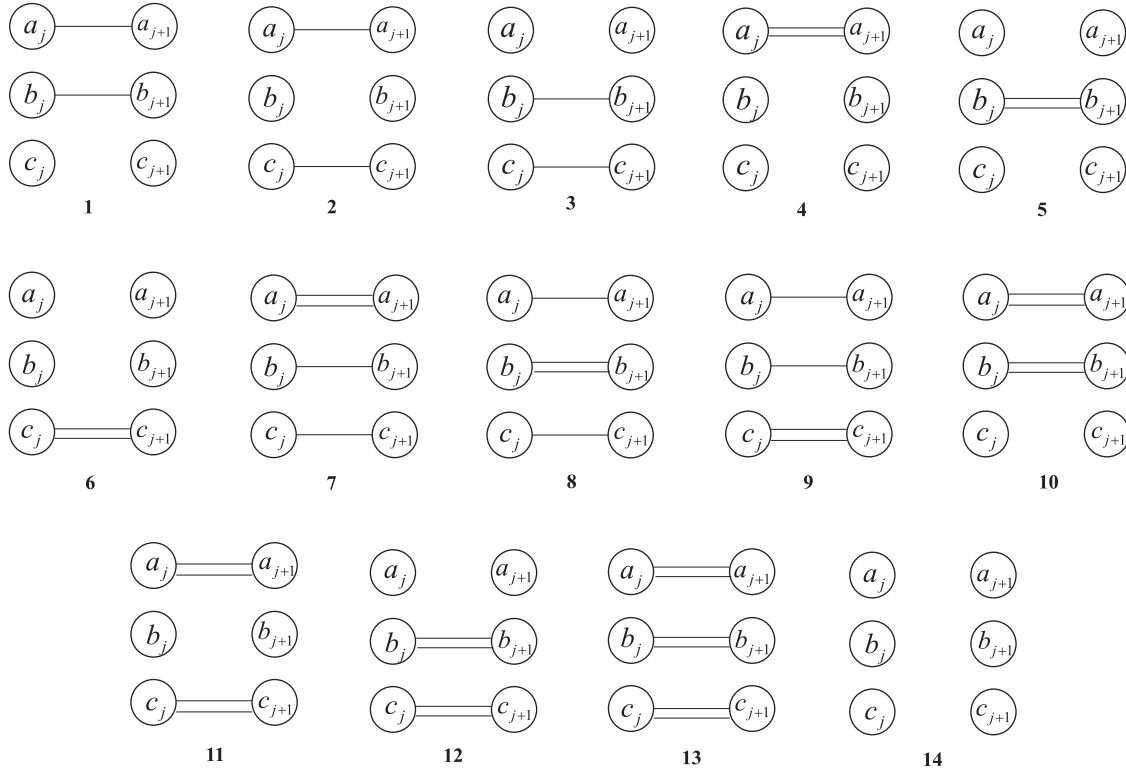 a_j a_{j+1} a_j a_{j+1} a_j a_{j+1} a_j a_{j+1} a_j a_{j+1}
b_j b_{j+1} b_j b_{j+1} b_j b_{j+1} b_j b_{j+1} b_j b_{j+1}
c_j c_{j+1} c_j c_{j+1} c_j c_{j+1} c_j c_{j+1} c_j c_{j+1}
1 2 3 4 5
a_j a_{j+1} a_j a_{j+1} a_j a_{j+1} a_j a_{j+1} a_j a_{j+1}
b_j b_{j+1} b_j b_{j+1} b_j b_{j+1} b_j b_{j+1} b_j b_{j+1}
c_j c_{j+1} c_j c_{j+1} c_j c_{j+1} c_j c_{j+1} c_j c_{j+1}
6 7 8 9 10
a_j a_{j+1} a_j a_{j+1} a_j a_{j+1} a_j a_{j+1}
b_j b_{j+1} b_j b_{j+1} b_j b_{j+1} b_j b_{j+1}
c_j c_{j+1} c_j c_{j+1} c_j c_{j+1} c_j c_{j+1}
11 12 13 14